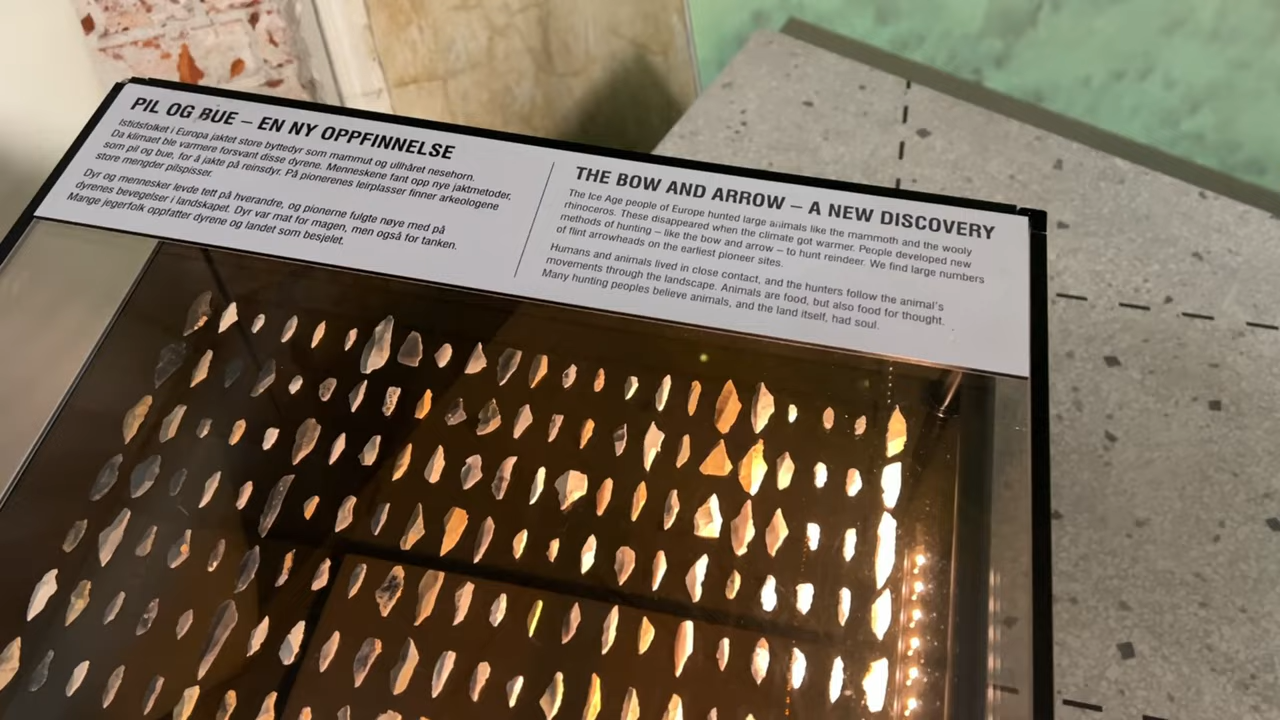 PIL OG BUE – EN NY OPPFINNELSE
Istidsfolket i Europa jaktet store byttedyr som mammut og ullhåret nesehorn.
Da klimaet ble varmere forsvant disse dyrene. Menneskene fant opp nye jaktmetoder,
som pil og bue, for å jakte på reinsdyr. På pionerenes leirplasser finner arkeologene
store mengder pilspisser.
Dyr og mennesker levde tett på hverandre, og pionerne fulgte nøye med på
dyrenes bevegelser i landskapet. Dyr var mat for magen, men også for tanken.
Mange jegerfolk oppfatter dyrene og landet som besjelet.
THE BOW AND ARROW – A NEW DISCOVERY
The Ice Age people of Europe hunted large animals like the mammoth and the wooly
rhinoceros. These disappeared when the climate got warmer. People developed new
methods of hunting – like the bow and arrow – to hunt reindeer. We find large numbers
of flint arrowheads on the earliest pioneer sites.
Humans and animals lived in close contact, and the hunters follow the animal's
movements through the landscape. Animals are food, but also food for thought.
Many hunting peoples believe animals, and the land itself, had soul.